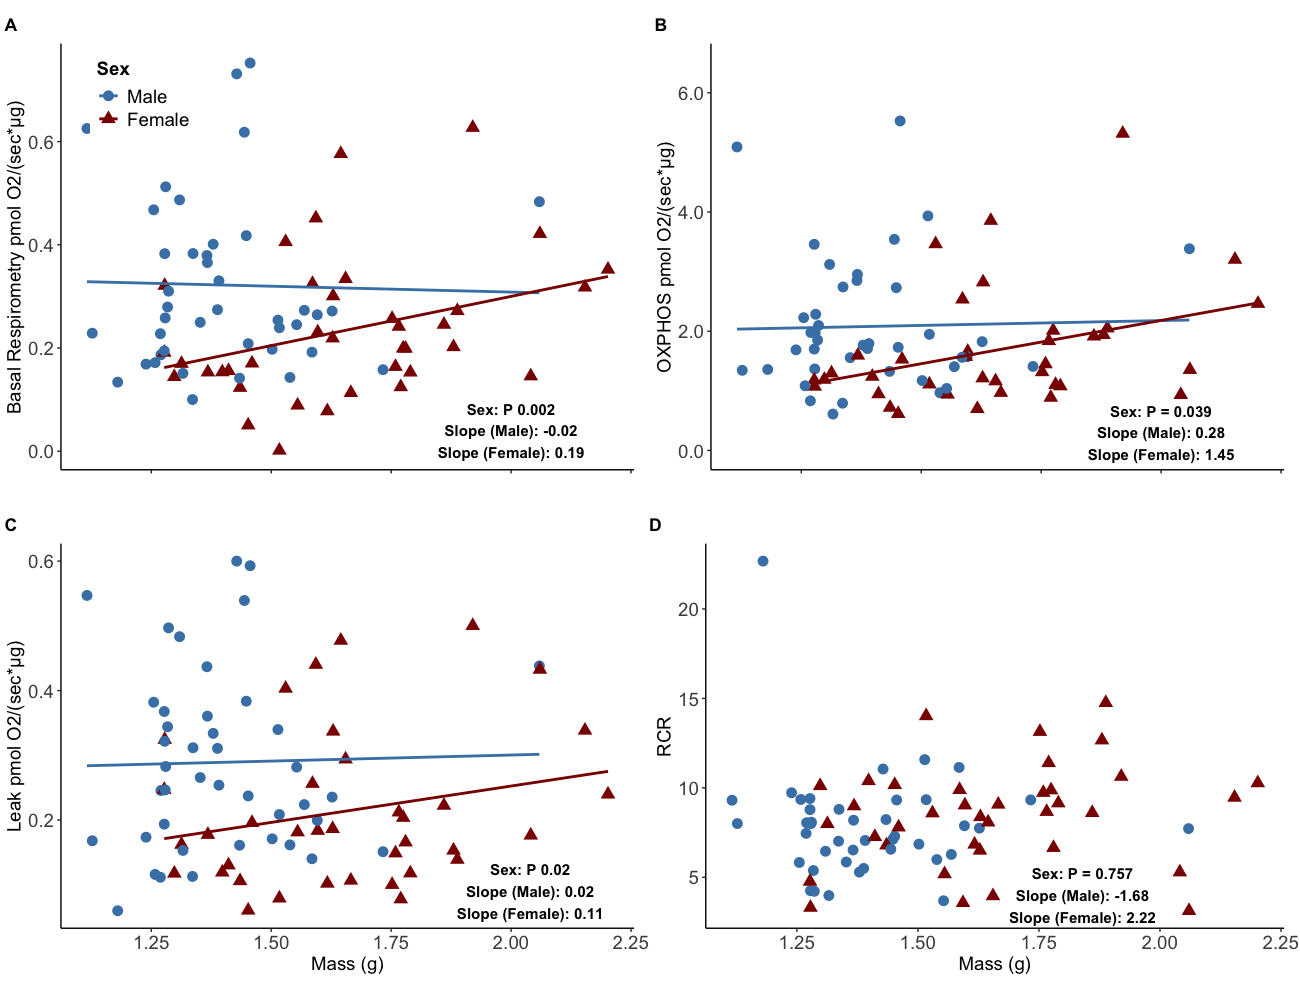 A
Basal Respirometry pmol O2/(sec*µg)
Sex
Male
Female
0.6
0.4
0.2
0.0
Sex: P 0.002
Slope (Male): -0.02
Slope (Female): 0.19
B
OXPHOS pmol O2/(sec*µg)
6.0
4.0
2.0
0.0
Sex: P = 0.039
Slope (Male): 0.28
Slope (Female): 1.45
C
Leak pmol O2/(sec*µg)
0.6
0.4
0.2
Sex: P 0.02
Slope (Male): 0.02
Slope (Female): 0.11
1.25 1.50 1.75 2.00 2.25
Mass (g)
D
RCR
20
15
10
5
Sex: P = 0.757
Slope (Male): -1.68
Slope (Female): 2.22
1.25 1.50 1.75 2.00 2.25
Mass (g)